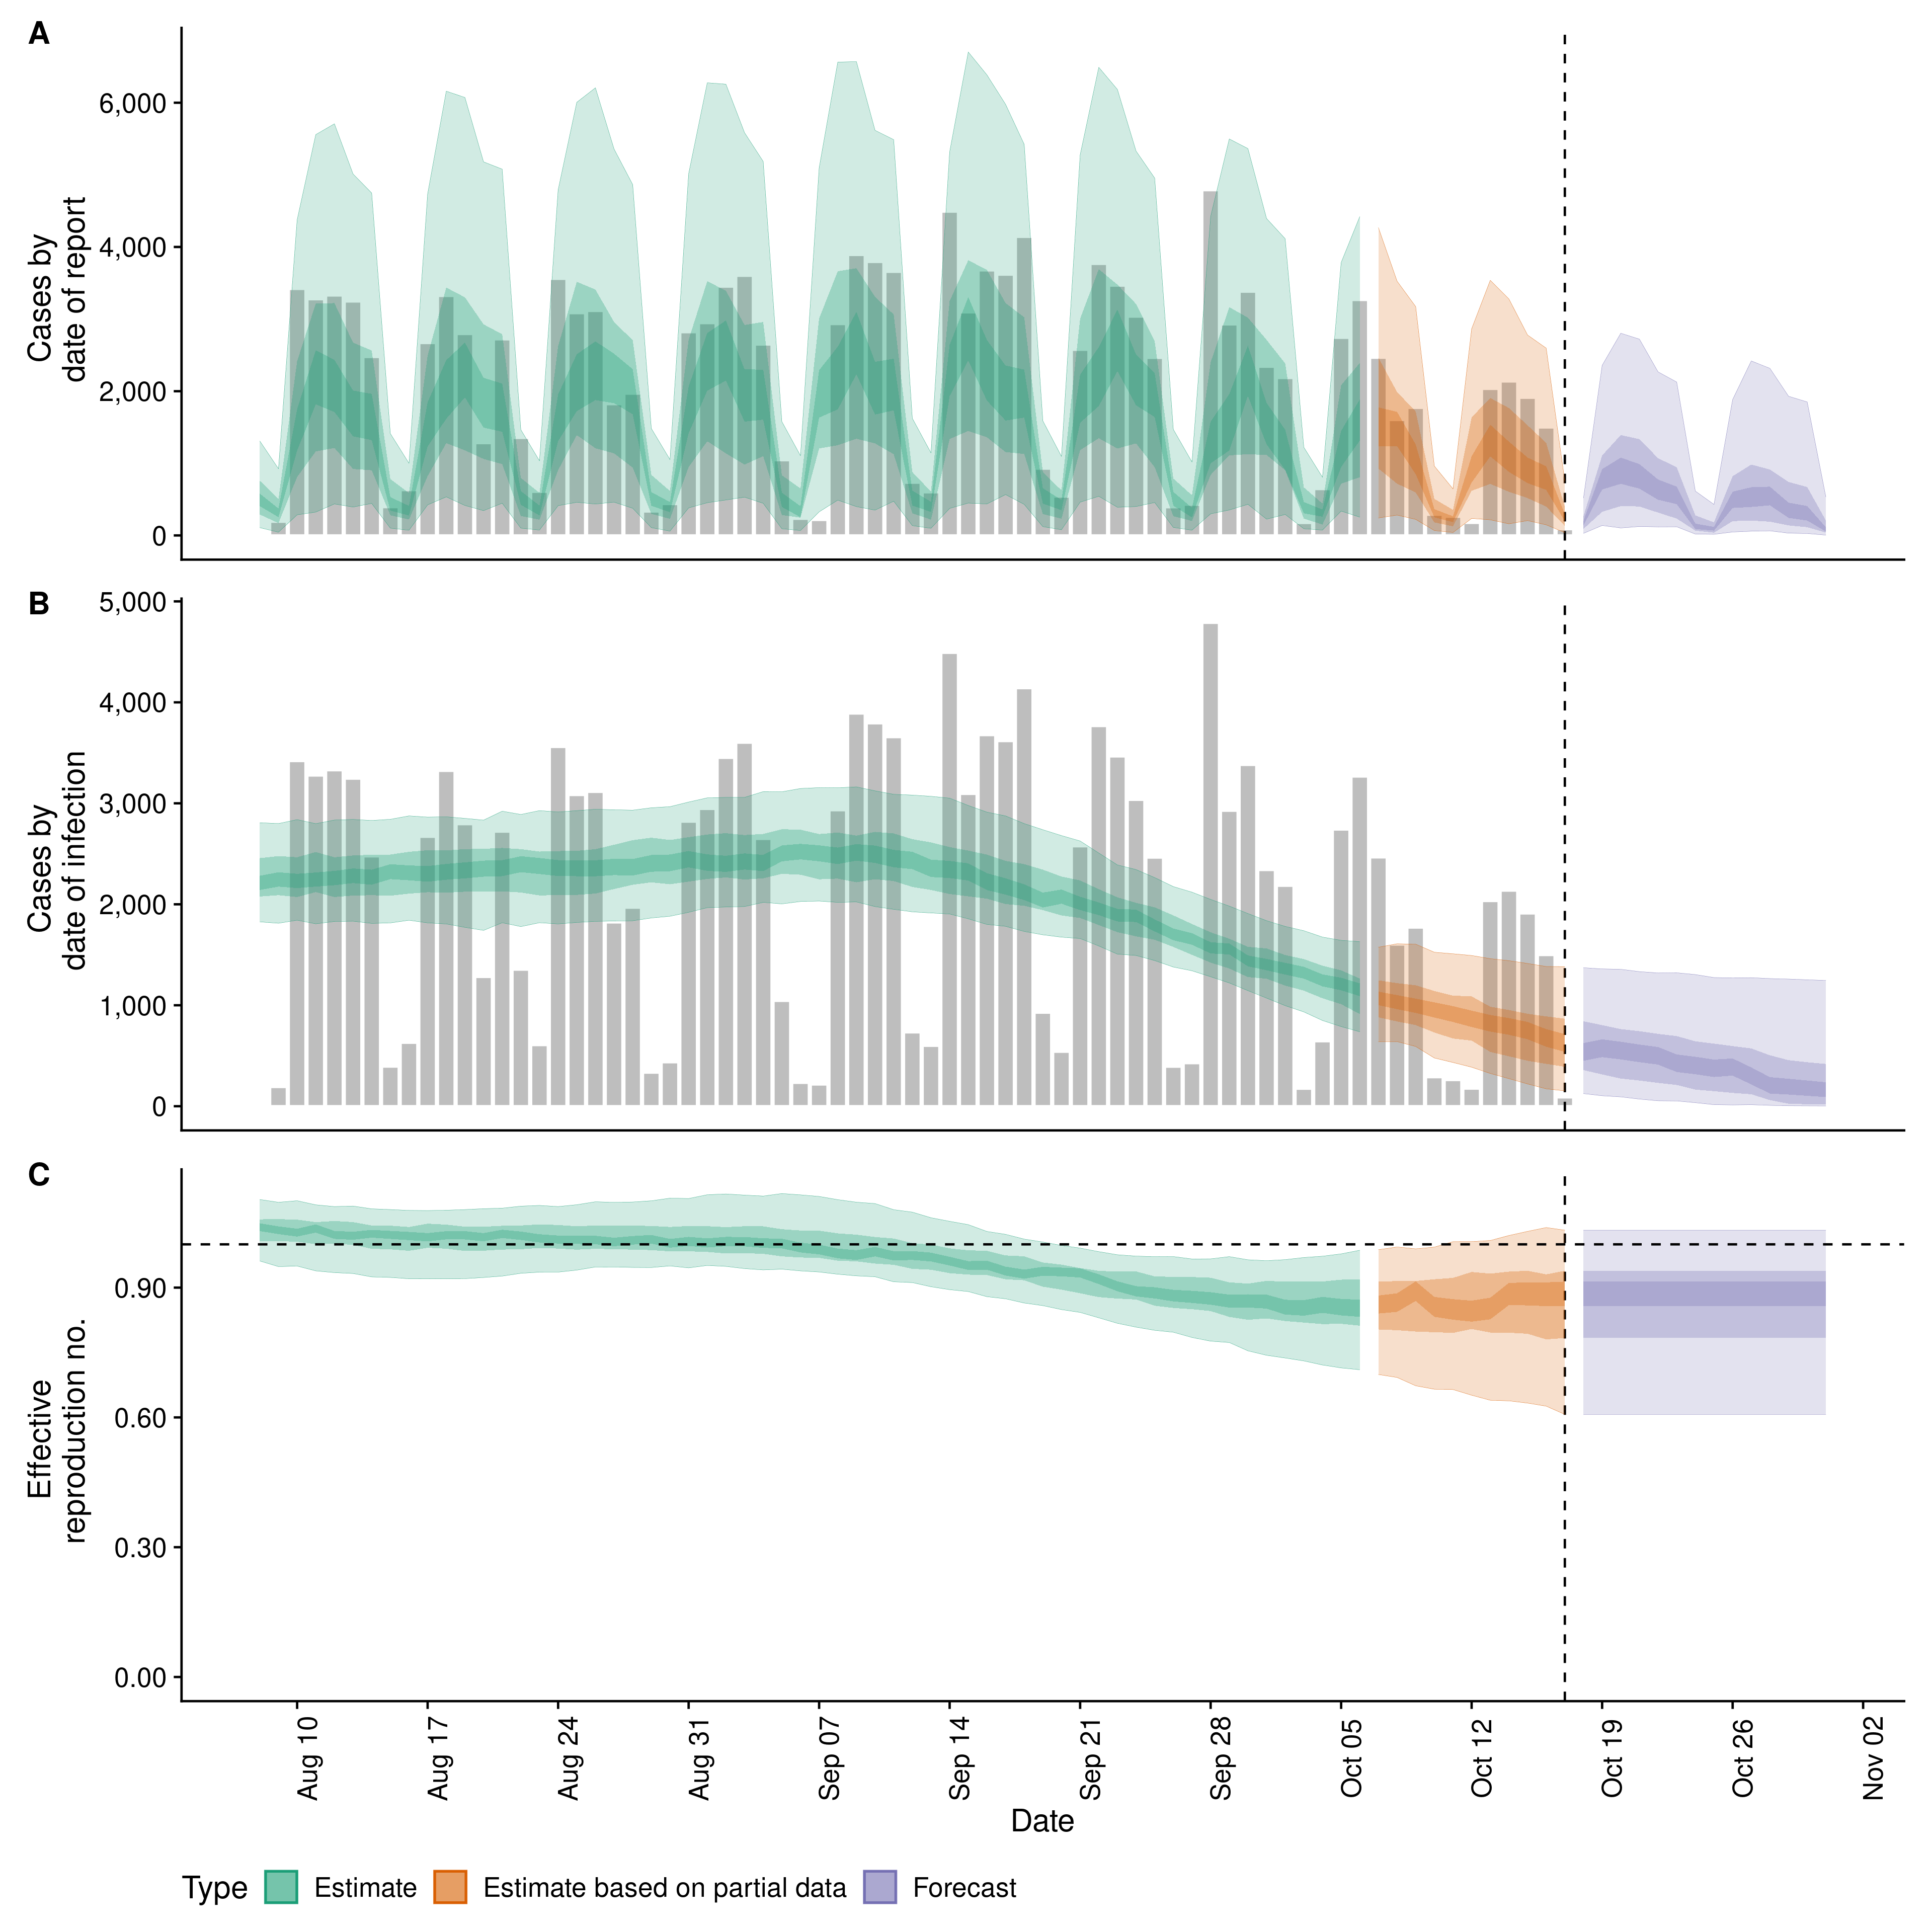 A
6,000
4,000
2,000
0
Cases by
date of report
B
5,000
4,000
3,000
2,000
1,000
0
Cases by
date of infection
C
0.90
0.60
0.30
0.00
Effective
reproduction no.
Aug 10
Aug 17
Aug 24
Aug 31
Sep 07
Sep 14
Sep 21
Sep 28
Oct 05
Oct 12
Oct 19
Oct 26
Nov 02
Date
Type
Estimate
Estimate based on partial data
Forecast